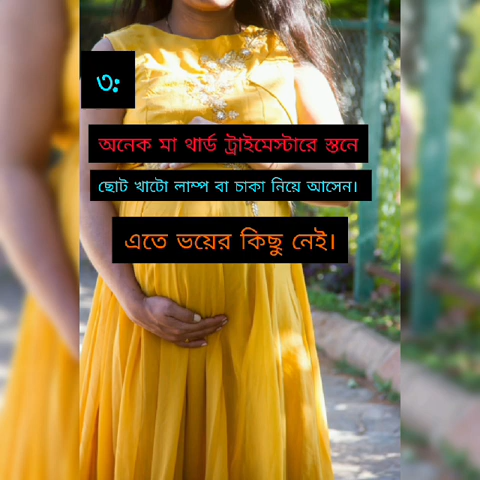 ৩:
অনেক মা থার্ড ট্রাইমেস্টারে স্তনে
ছোট খাটো লাম্প বা চাকা নিয়ে আসেন।
এতে ভয়ের কিছু নেই।